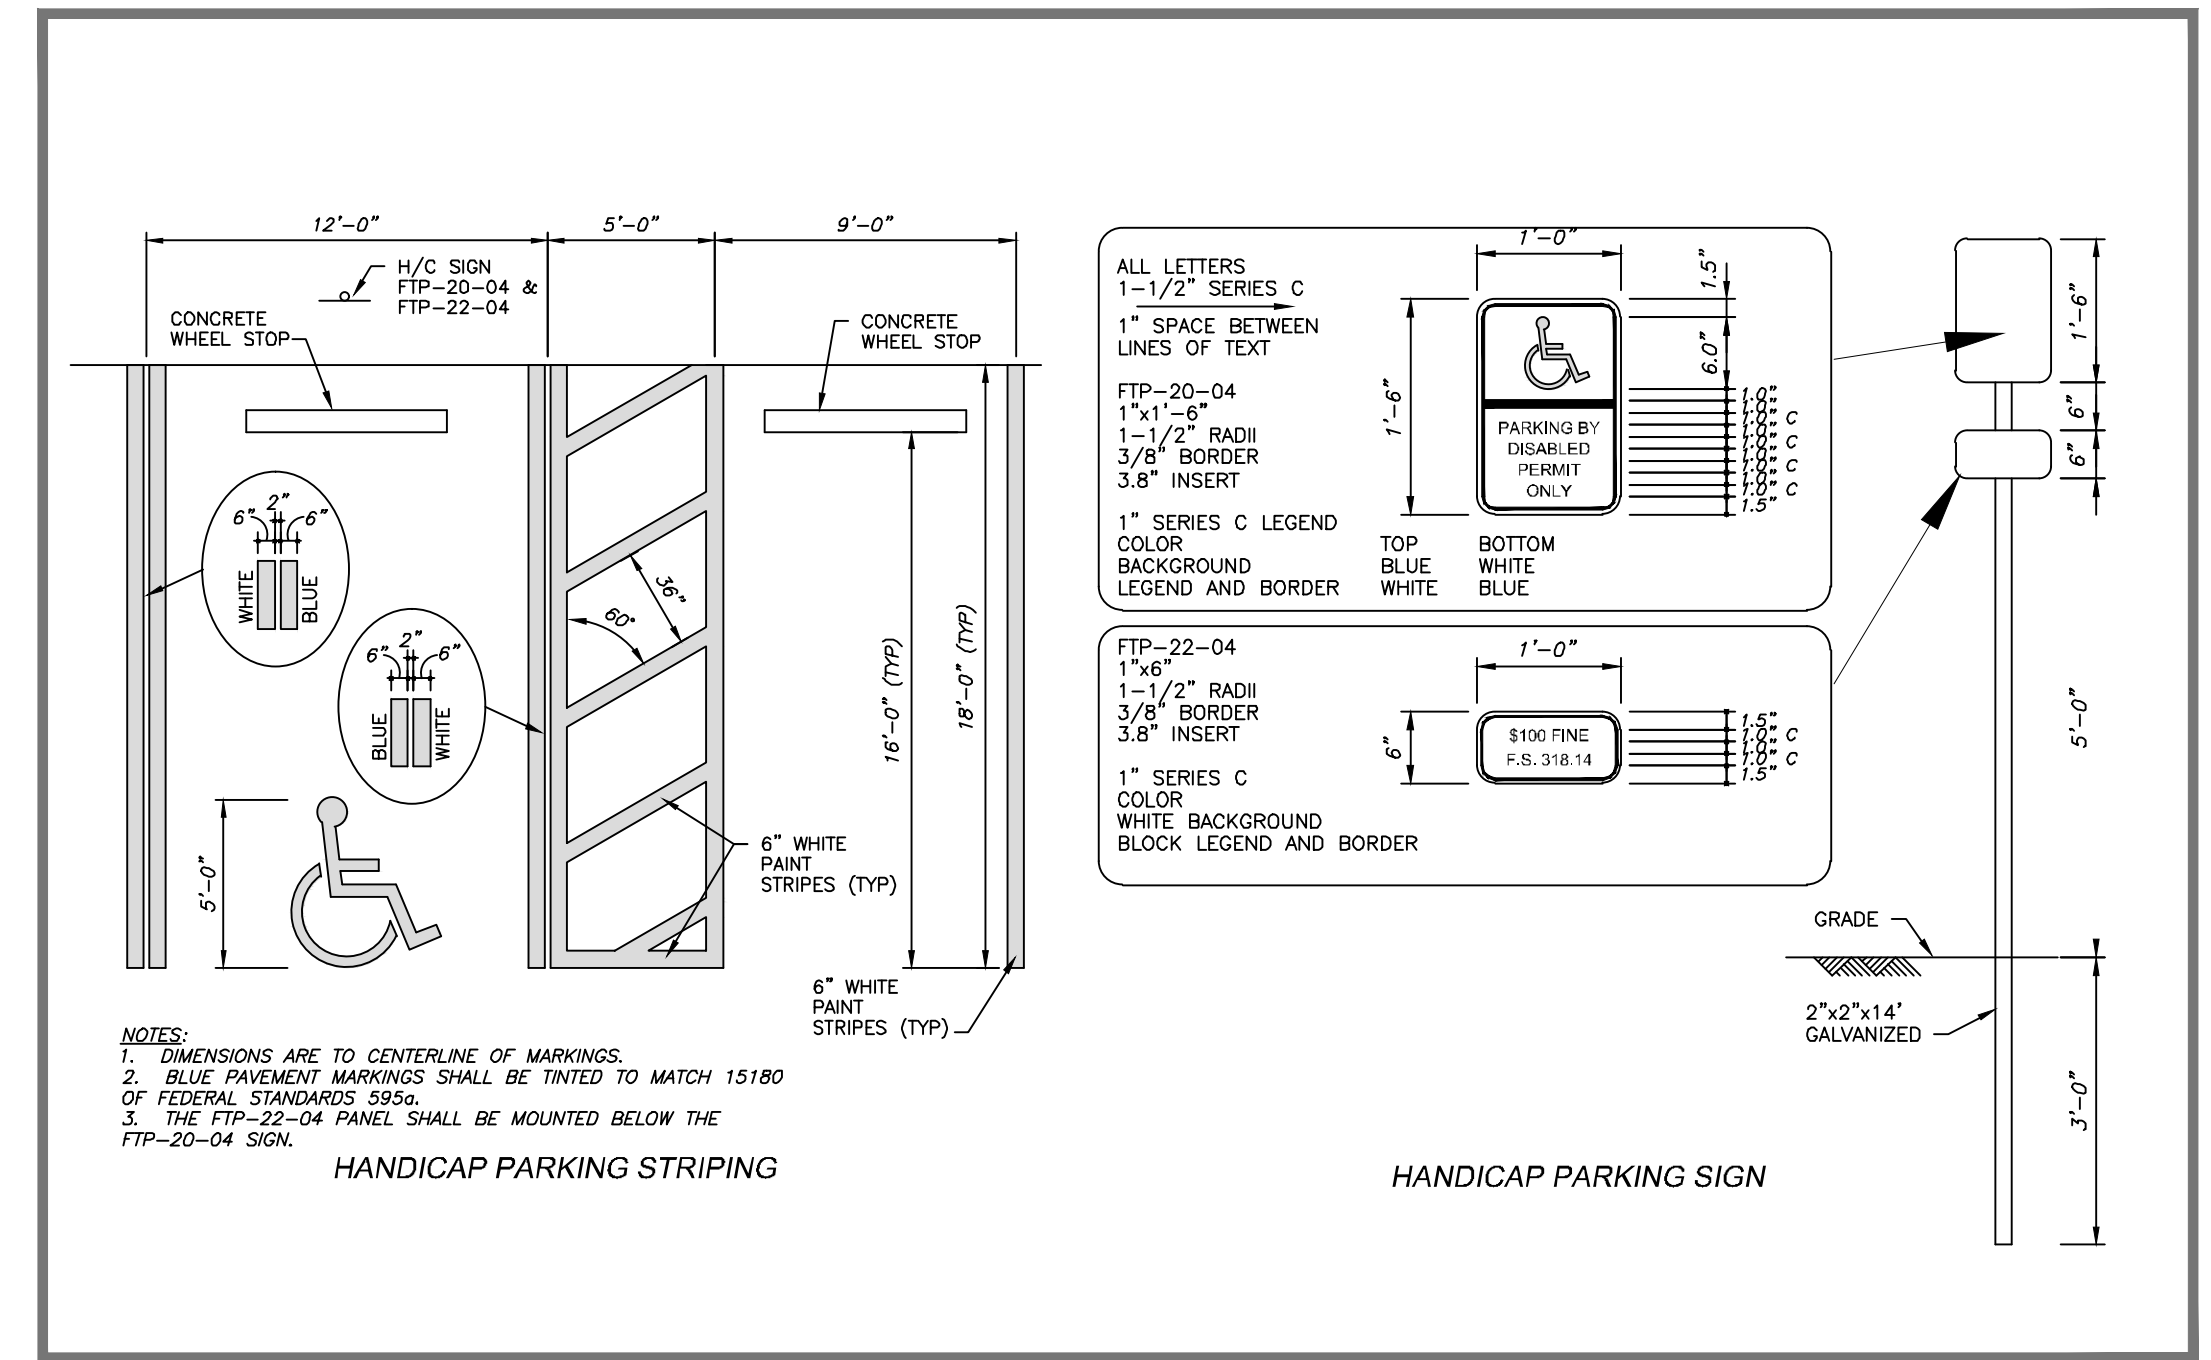 12'-0"
5'-0"
9'-0"
H/C SIGN
FTP-20-04 &
FTP-22-04
CONCRETE
WHEEL STOP
CONCRETE
WHEEL STOP
2"
6"
6"
WHITE
BLUE
2"
6"
6"
BLUE
WHITE
36"
60°
16'-0" (TYP)
18'-0" (TYP)
5'-0"
6" WHITE
PAINT
STRIPES (TYP)
6" WHITE
PAINT
STRIPES (TYP)
NOTES:
1. DIMENSIONS ARE TO CENTERLINE OF MARKINGS.
2. BLUE PAVEMENT MARKINGS SHALL BE TINTED TO MATCH 15180
OF FEDERAL STANDARDS 595a.
3. THE FTP-22-04 PANEL SHALL BE MOUNTED BELOW THE
FTP-20-04 SIGN.
HANDICAP PARKING STRIPING
ALL LETTERS
1-1/2" SERIES C
1" SPACE BETWEEN
LINES OF TEXT
FTP-20-04
1"x1'-6"
1-1/2" RADII
3/8" BORDER
3.8" INSERT
1" SERIES C LEGEND
COLOR TOP BOTTOM
BACKGROUND BLUE WHITE
LEGEND AND BORDER WHITE BLUE
1'-0"
1'-6"
PARKING BY
DISABLED
PERMIT
ONLY
1.5"
6.0"
1.0"
1.0"
1.0" C
1.0"
1.0" C
1.0"
1.0" C
1.0"
1.0" C
1.5"
FTP-22-04
1"x6"
1-1/2" RADII
3/8" BORDER
3.8" INSERT
1" SERIES C
COLOR
WHITE BACKGROUND
BLOCK LEGEND AND BORDER
1'-0"
6"
$100 FINE
F.S. 318.14
1.5"
1.0" C
1.0"
1.0" C
1.5"
1'-6"
6"
6"
5'-0"
GRADE
2"x2"x14'
GALVANIZED
3'-0"
HANDICAP PARKING SIGN